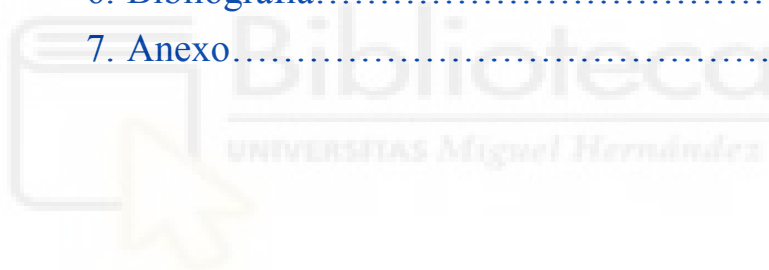 6. Bibliografía………………………………
7. Anexo……………………………………
Biblioteca
UNIVERSITAS Miguel Hernández